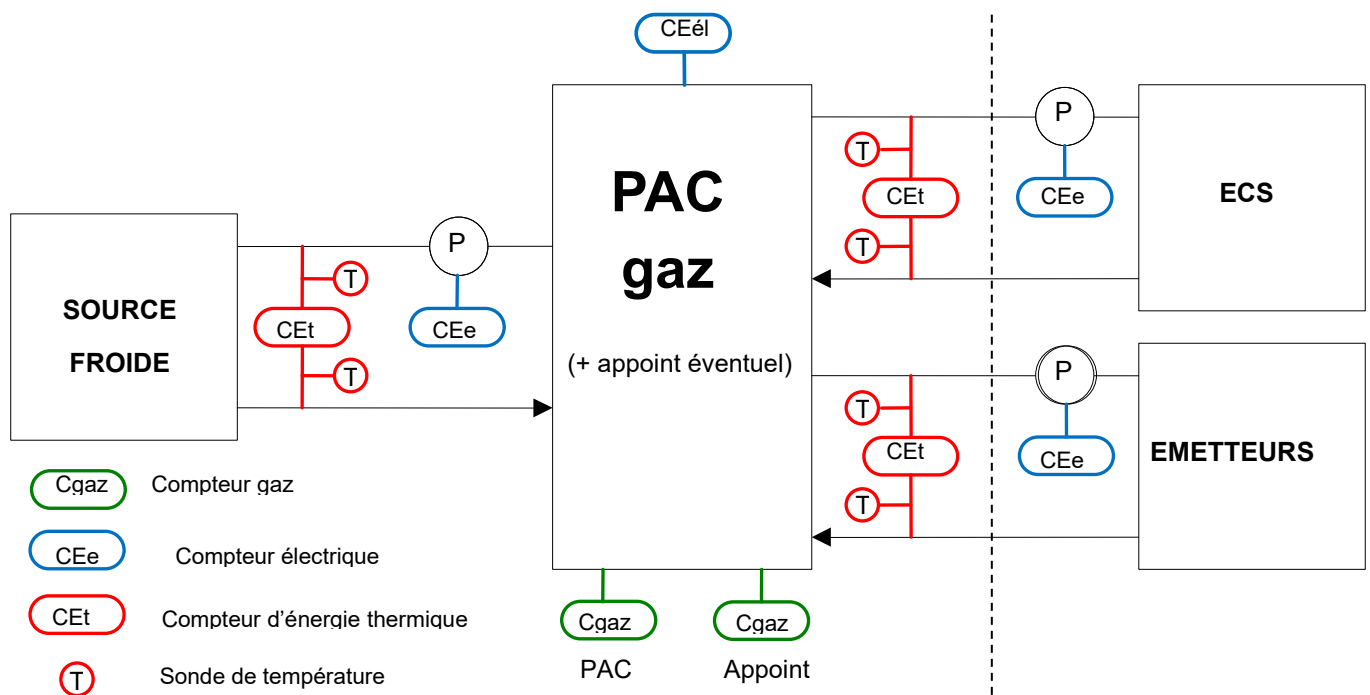 CEél
P
T
CEt
T
CEe
ECS
PAC
gaz
(+ appoint éventuel)
P
T
CEt
T
CEe
SOURCE
FROIDE
P
T
CEt
T
CEe
EMETTEURS
Cgaz Compteur gaz
CEe Compteur électrique
CEt Compteur d’énergie thermique
T Sonde de température
Cgaz
PAC
Cgaz
Appoint